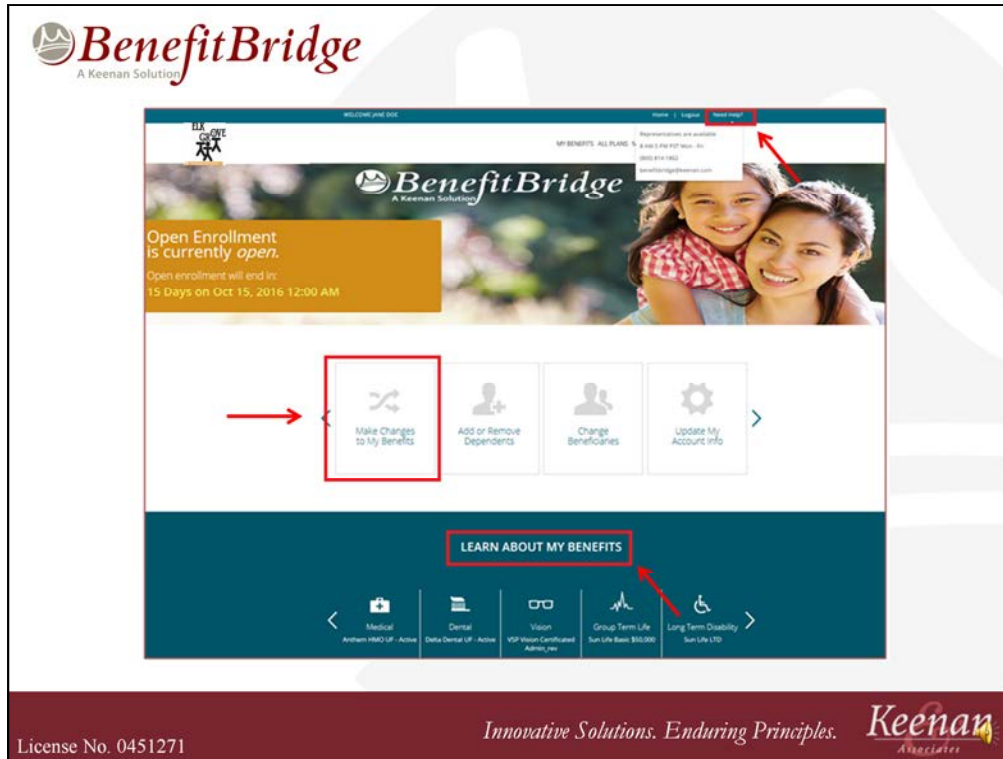 BenefitBridge
A Keenan Solution
WELCOME JANE DOE
Home | Logout Need Help?
ELK
GROVE
MY BENEFITS ALL PLANS
Representatives are available
8 AM-5 PM PST Mon - Fri
benefitbridge@keenan.com
BenefitBridge
A Keenan Solution
Open Enrollment
is currently open.
Open enrollment will end in:
15 Days on Oct 15, 2016 12:00 AM
Make Changes
to My Benefits
Add or Remove
Dependents
Change
Beneficiaries
Update My
Account Info
LEARN ABOUT MY BENEFITS
Medical
Anthem HMO UF - Active
Dental
Delta Dental UF - Active
Vision
VSP Vision Certificated
Admin_rev
Group Term Life
Sun Life Basic $50,000
Long Term Disability
Sun Life LTD
License No. 0451271
Innovative Solutions. Enduring Principles.
Keenan
Associates